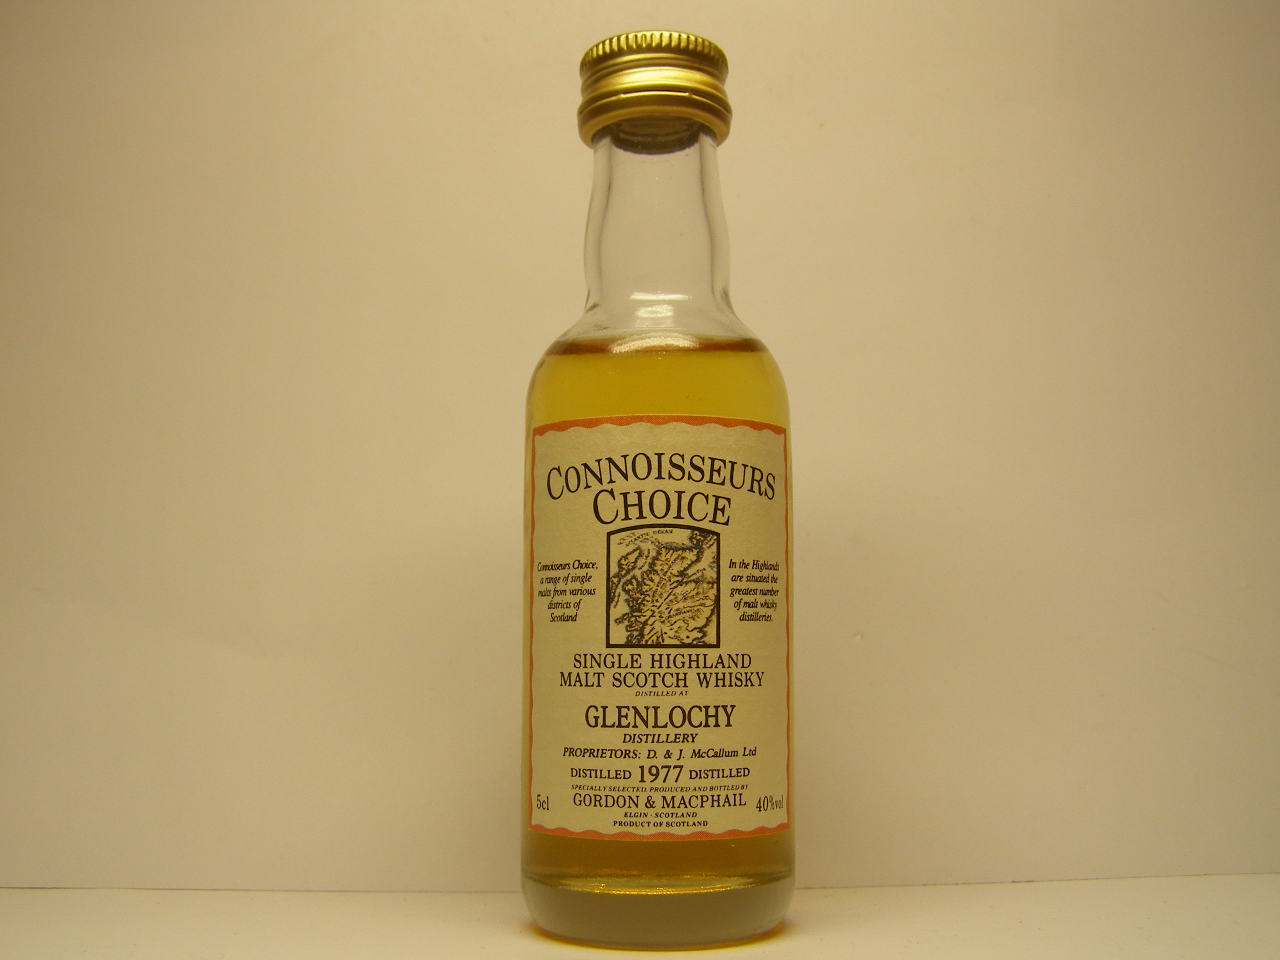 CONNOISSEURS
CHOICE
Connoisseurs Choice,
a range of single
malts from various
districts of
Scotland
In the Highlands
are situated the
greatest number
of malt whisky
distilleries.
SINGLE HIGHLAND
MALT SCOTCH WHISKY
DISTILLED AT
GLENLOCHY
DISTILLERY
PROPRIETORS: D. & J. McCallum Ltd
DISTILLED 1977 DISTILLED
SPECIALLY SELECTED, PRODUCED AND BOTTLED BY
5cl GORDON & MACPHAIL 40%vol
ELGIN · SCOTLAND
PRODUCT OF SCOTLAND